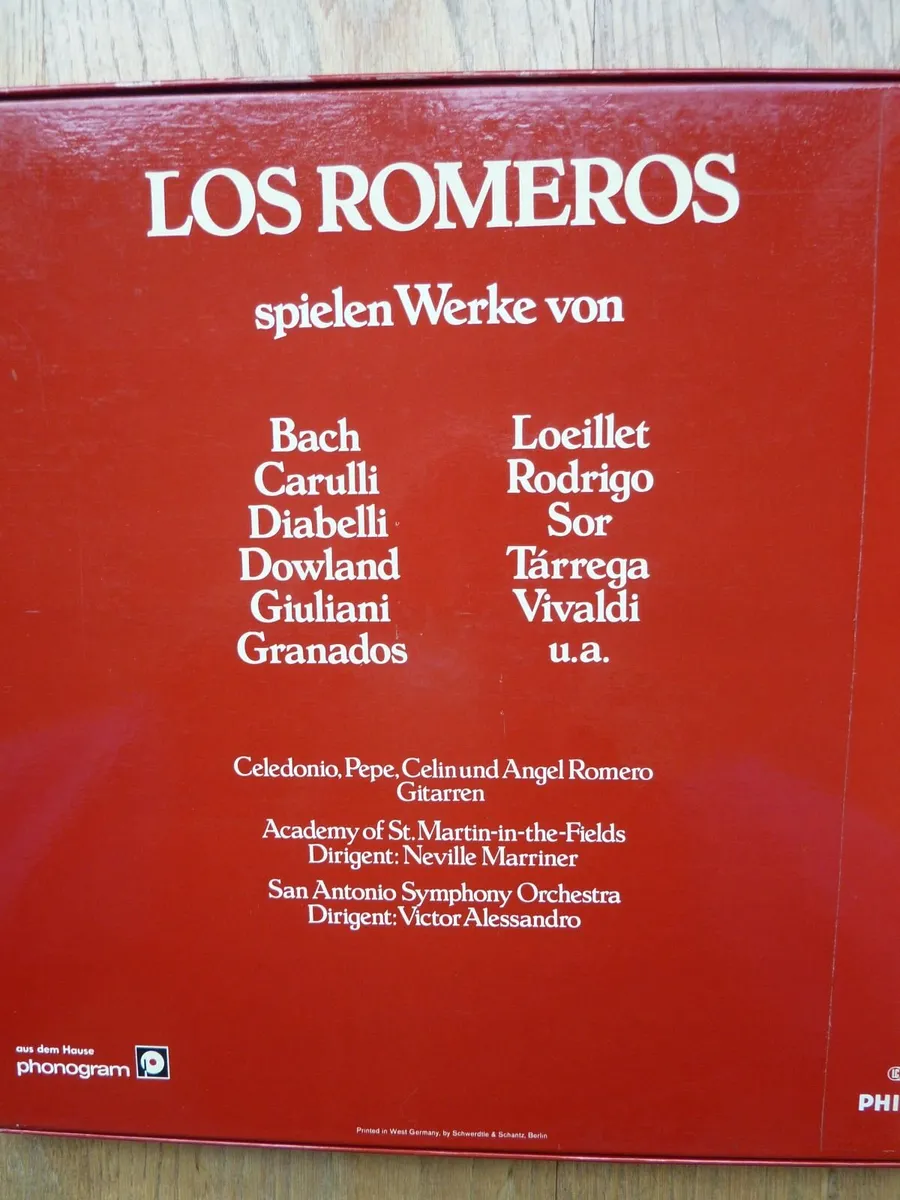 LOS ROMEROS
spielen Werke von
Bach
Carulli
Diabelli
Dowland
Giuliani
Granados
Loeillet
Rodrigo
Sor
Tárrega
Vivaldi
u.a.
Celedonio, Pepe, Celin und Angel Romero
Gitarren
Academy of St. Martin-in-the-Fields
Dirigent: Neville Marriner
San Antonio Symphony Orchestra
Dirigent: Victor Alessandro
aus dem Hause
phonogram
PHI
Printed in West Germany, by Schwerdtle & Schantz, Berlin